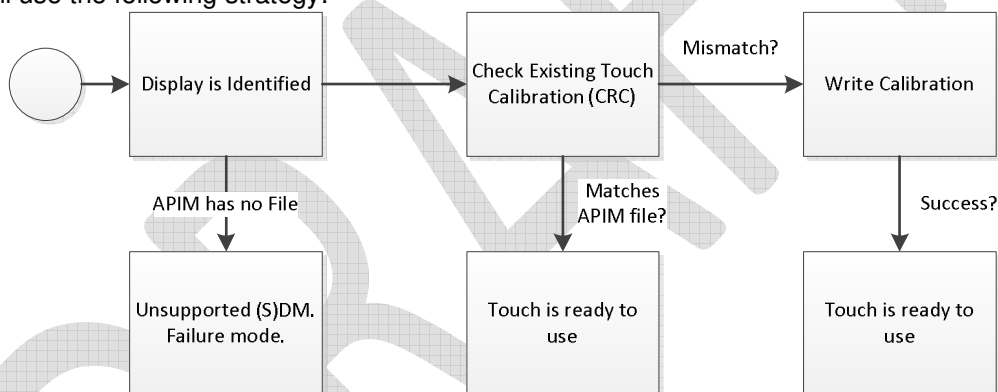 ll use the following strategy:
Mismatch?
Display is Identified
Check Existing Touch
Calibration (CRC)
Write Calibration
APIM has no File
Matches
APIM file?
Success?
Unsupported (S)DM.
Failure mode.
Touch is ready to
use
Touch is ready to
use